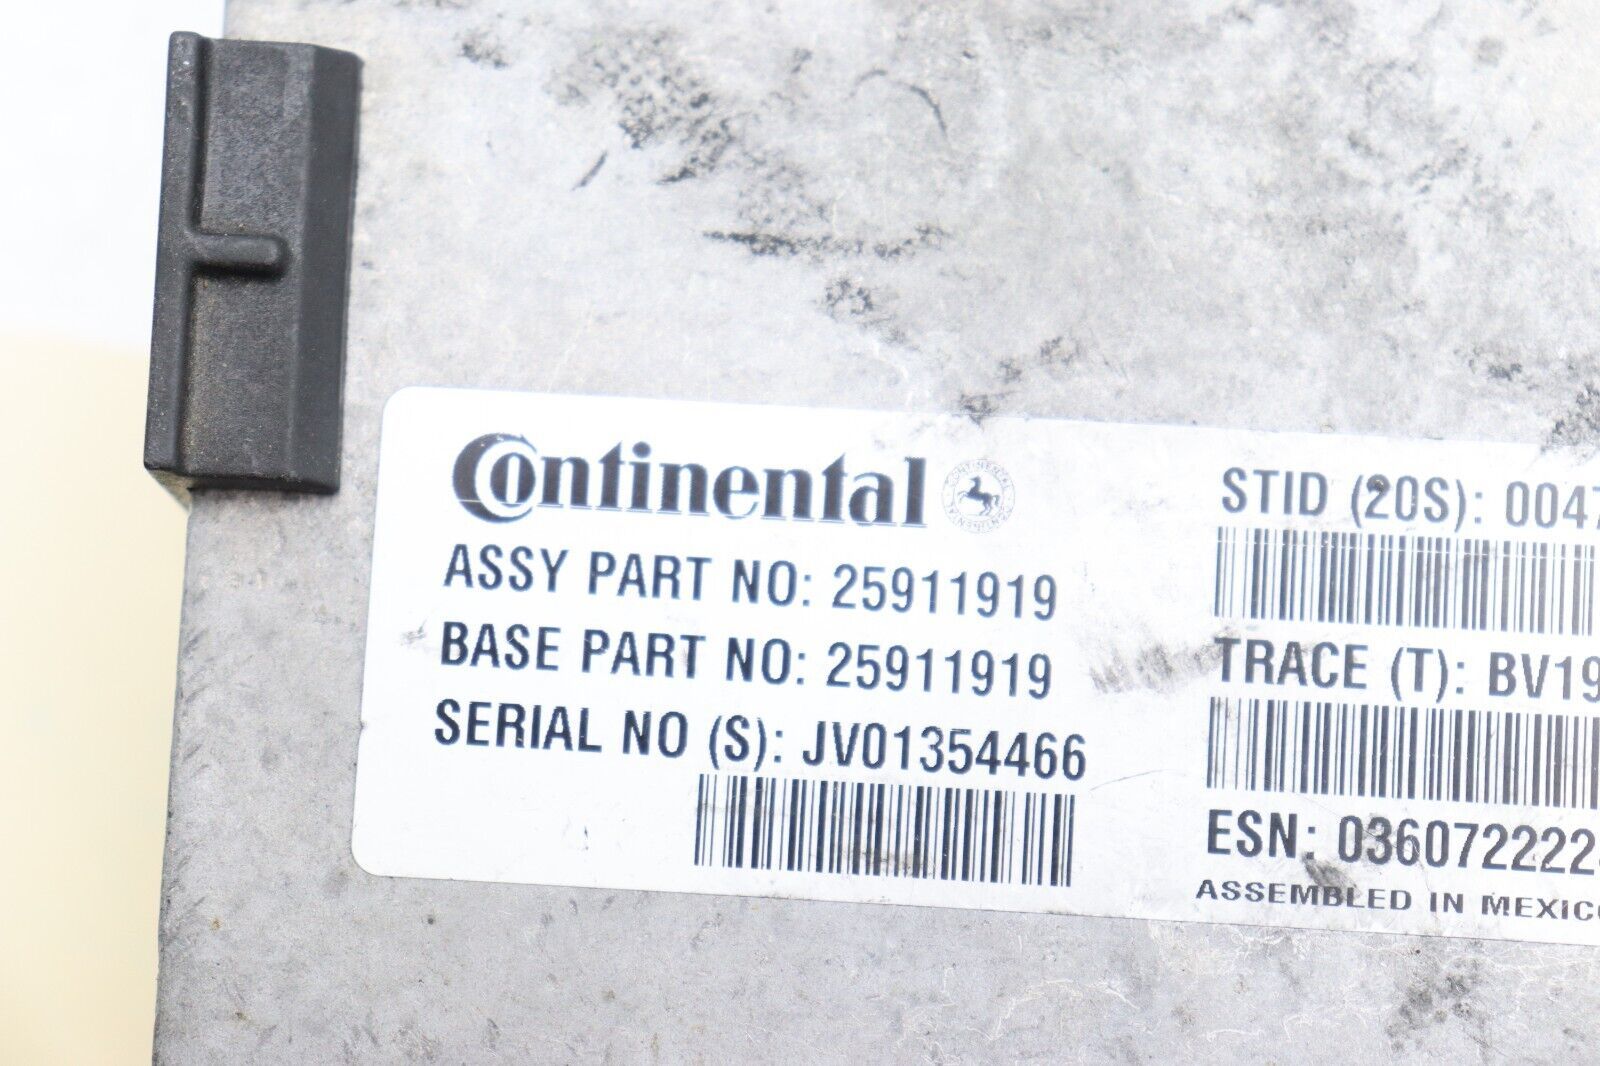 Continental
ASSY PART NO: 25911919
BASE PART NO: 25911919
SERIAL NO (S): JV01354466
STID (20S): 0047
TRACE (T): BV19
ESN: 0360722222
ASSEMBLED IN MEXICO